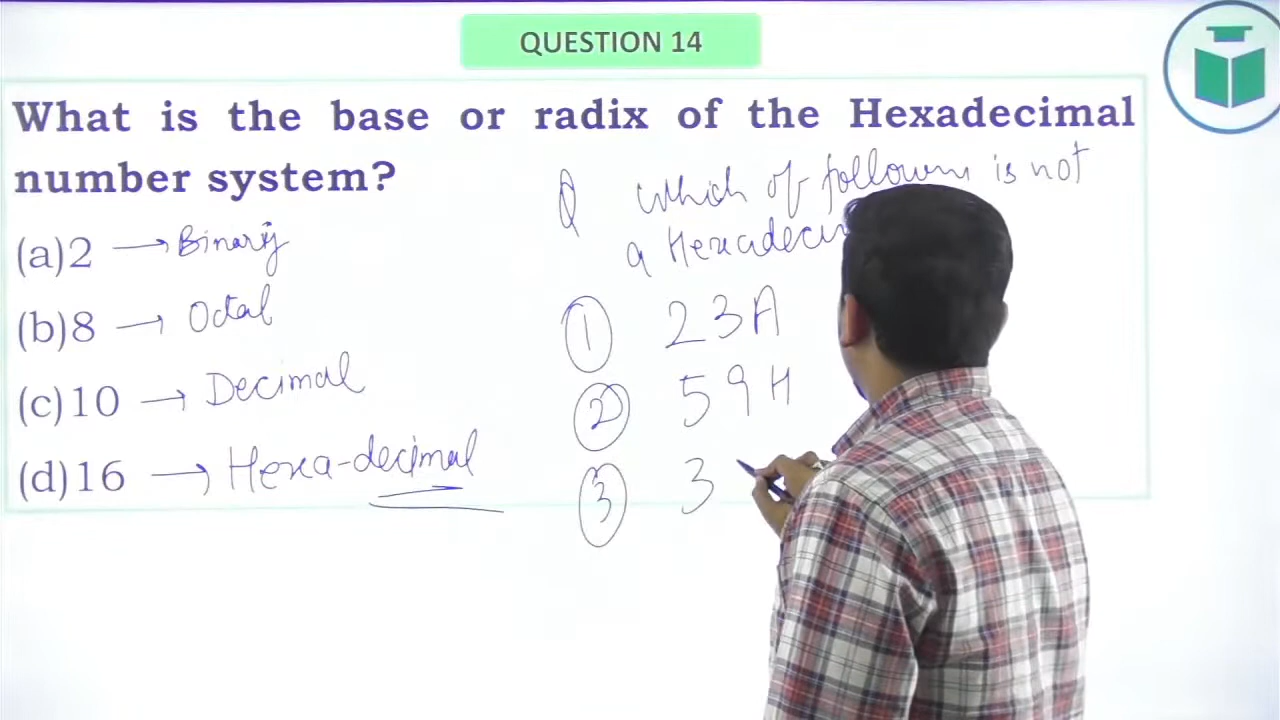 QUESTION 14
What is the base or radix of the Hexadecimal
number system?
(a)2 → Binary
(b)8 → Octal
(c)10 → Decimal
(d)16 → Hexa-decimal
Q Which of following is not
a
① 23A
② 59H
③ 3